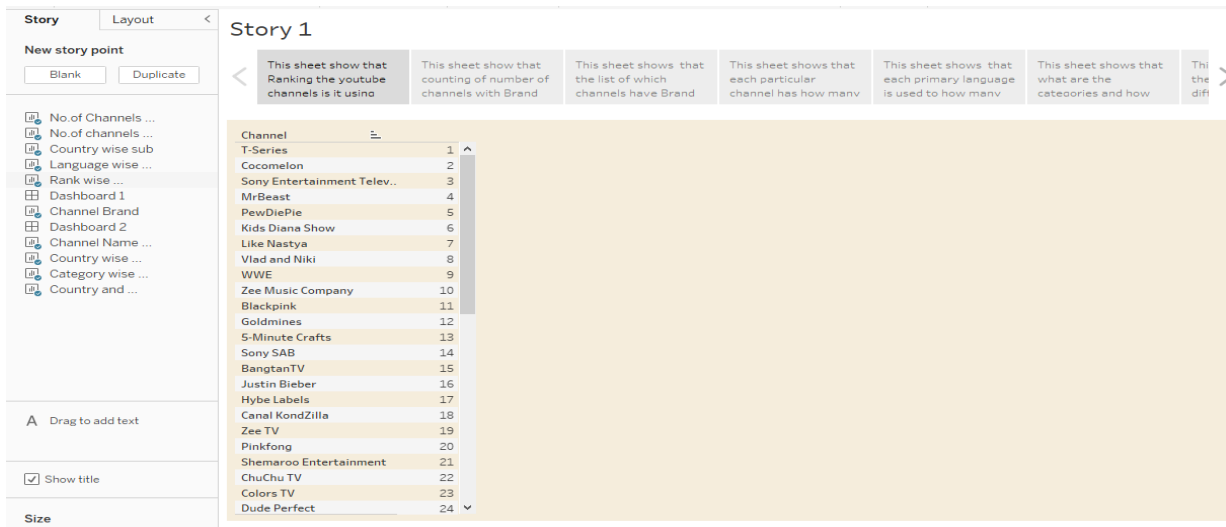 Story
Layout
<
New story point
Blank
Duplicate
No.of Channels ...
No.of channels ...
Country wise sub
Language wise ...
Rank wise ...
Dashboard 1
Channel Brand
Dashboard 2
Channel Name ...
Country wise ...
Category wise ...
Country and ...
A Drag to add text
Show title
Size
Story 1
This sheet show that
Ranking the youtube
channels is it using
This sheet show that
counting of number of
channels with Brand
This sheet shows that
the list of which
channels have Brand
This sheet shows that
each particular
channel has how many
This sheet shows that
each primary language
is used to how many
This sheet shows that
what are the
categories and how
Thi
the
diff
Channel
T-Series 1
Cocomelon 2
Sony Entertainment Telev.. 3
MrBeast 4
PewDiePie 5
Kids Diana Show 6
Like Nastya 7
Vlad and Niki 8
WWE 9
Zee Music Company 10
Blackpink 11
Goldmines 12
5-Minute Crafts 13
Sony SAB 14
BangtanTV 15
Justin Bieber 16
Hybe Labels 17
Canal KondZilla 18
Zee TV 19
Pinkfong 20
Shemaroo Entertainment 21
ChuChu TV 22
Colors TV 23
Dude Perfect 24